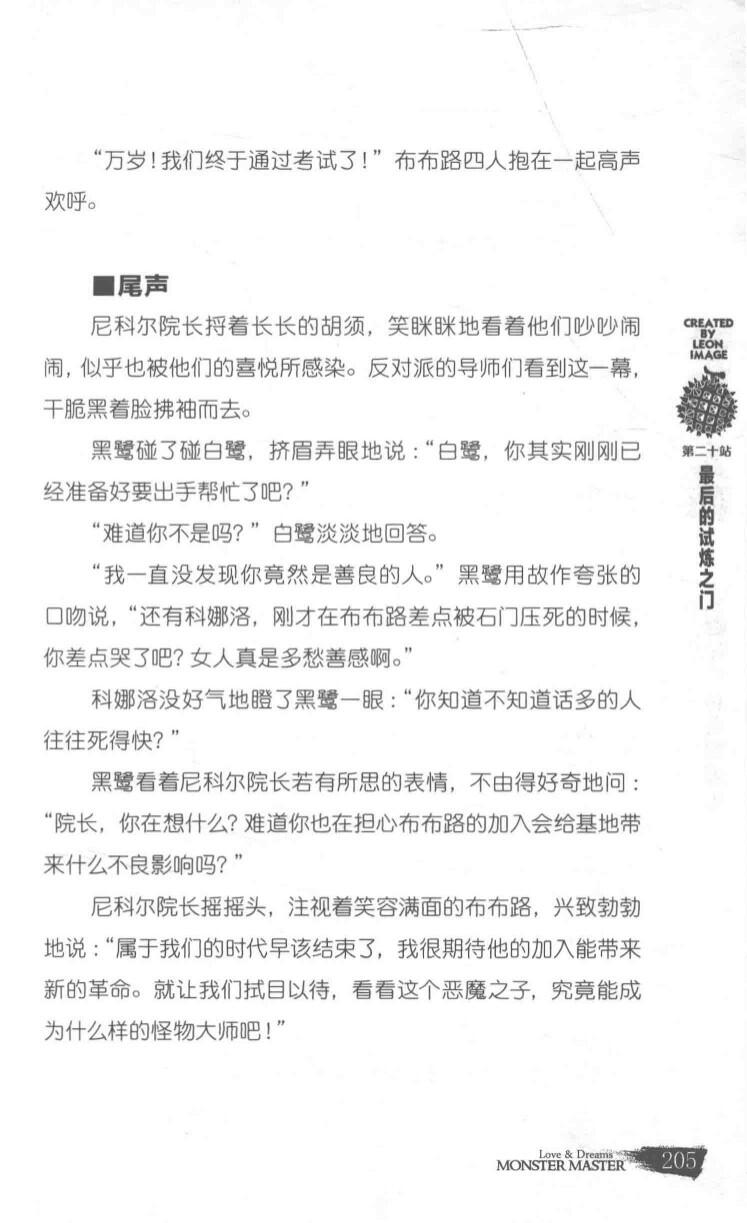 “万岁！我们终于通过考试了！”布布路四人抱在一起高声
欢呼。
■尾声
尼科尔院长捋着长长的胡须，笑眯眯地看着他们吵吵闹
闹，似乎也被他们的喜悦所感染。反对派的导师们看到这一幕，
干脆黑着脸拂袖而去。
黑鹭碰了碰白鹭，挤眉弄眼地说：“白鹭，你其实刚刚已
经准备好要出手帮忙了吧？”
“难道你不是吗？”白鹭淡淡地回答。
“我一直没发现你竟然是善良的人。”黑鹭用故作夸张的
口吻说，“还有科娜洛，刚才在布布路差点被石门压死的时候，
你差点哭了吧？女人真是多愁善感啊。”
科娜洛没好气地瞪了黑鹭一眼：“你知道不知道话多的人
往往死得快？”
黑鹭看着尼科尔院长若有所思的表情，不由得好奇地问：
“院长，你在想什么？难道你也在担心布布路的加入会给基地带
来什么不良影响吗？”
尼科尔院长摇摇头，注视着笑容满面的布布路，兴致勃勃
地说：“属于我们的时代早该结束了，我很期待他的加入能带来
新的革命。就让我们拭目以待，看看这个恶魔之子，究竟能成
为什么样的怪物大师吧！”
CREATED
BY
LEON
IMAGE
第二十站
最后的试炼之门
Love & Dreams
MONSTER MASTER
205